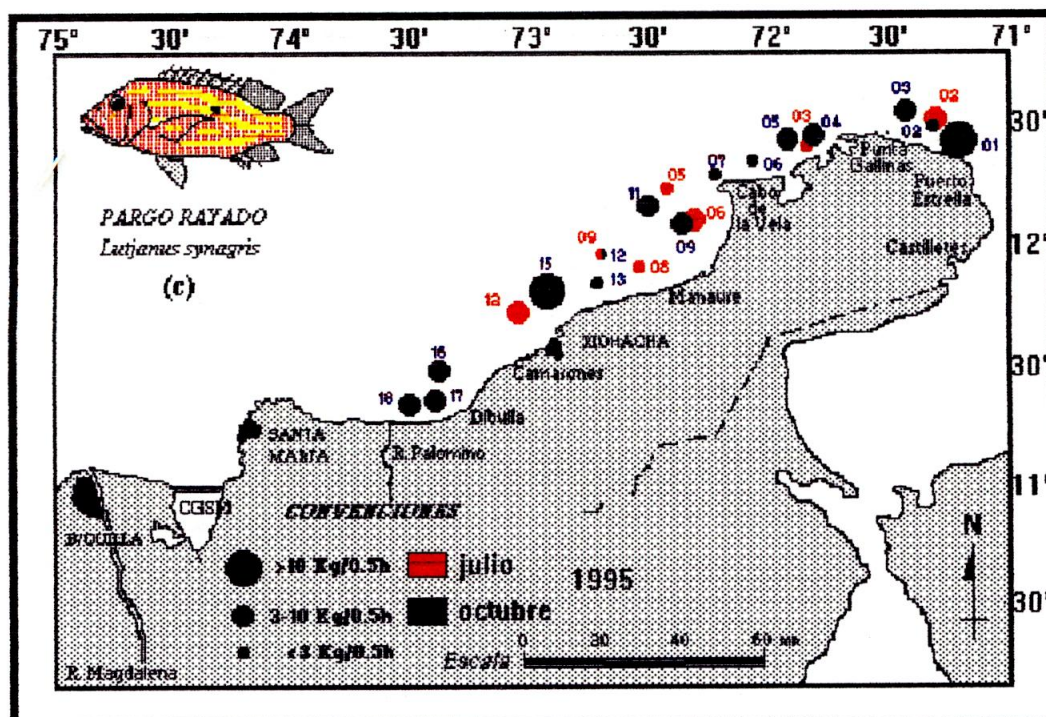 75° 30° 74° 30° 73° 30° 72° 30° 71°
PARGO RAYADO
Lutjanus synagris
(c)
03
02
02
01
30°
05
03
04
Punta
Gallinas
Puerto
Estrella
07
06
Cabo
de
la Vela
05
11
06
09
Castilletes
12°
09
12
08
13
Manaure
15
12
RIOHACHA
Camarones
30°
16
18
17
Dibulla
SANTA
MARTA
R. Palomino
11°
CGSM
B/QUILLA
CONVENCIONES
N
>10 Kg/0.5h
julio
1995
3-10 Kg/0.5h
octubre
30°
<3 Kg/0.5h
0 20 40 60
Escala
R. Magdalena